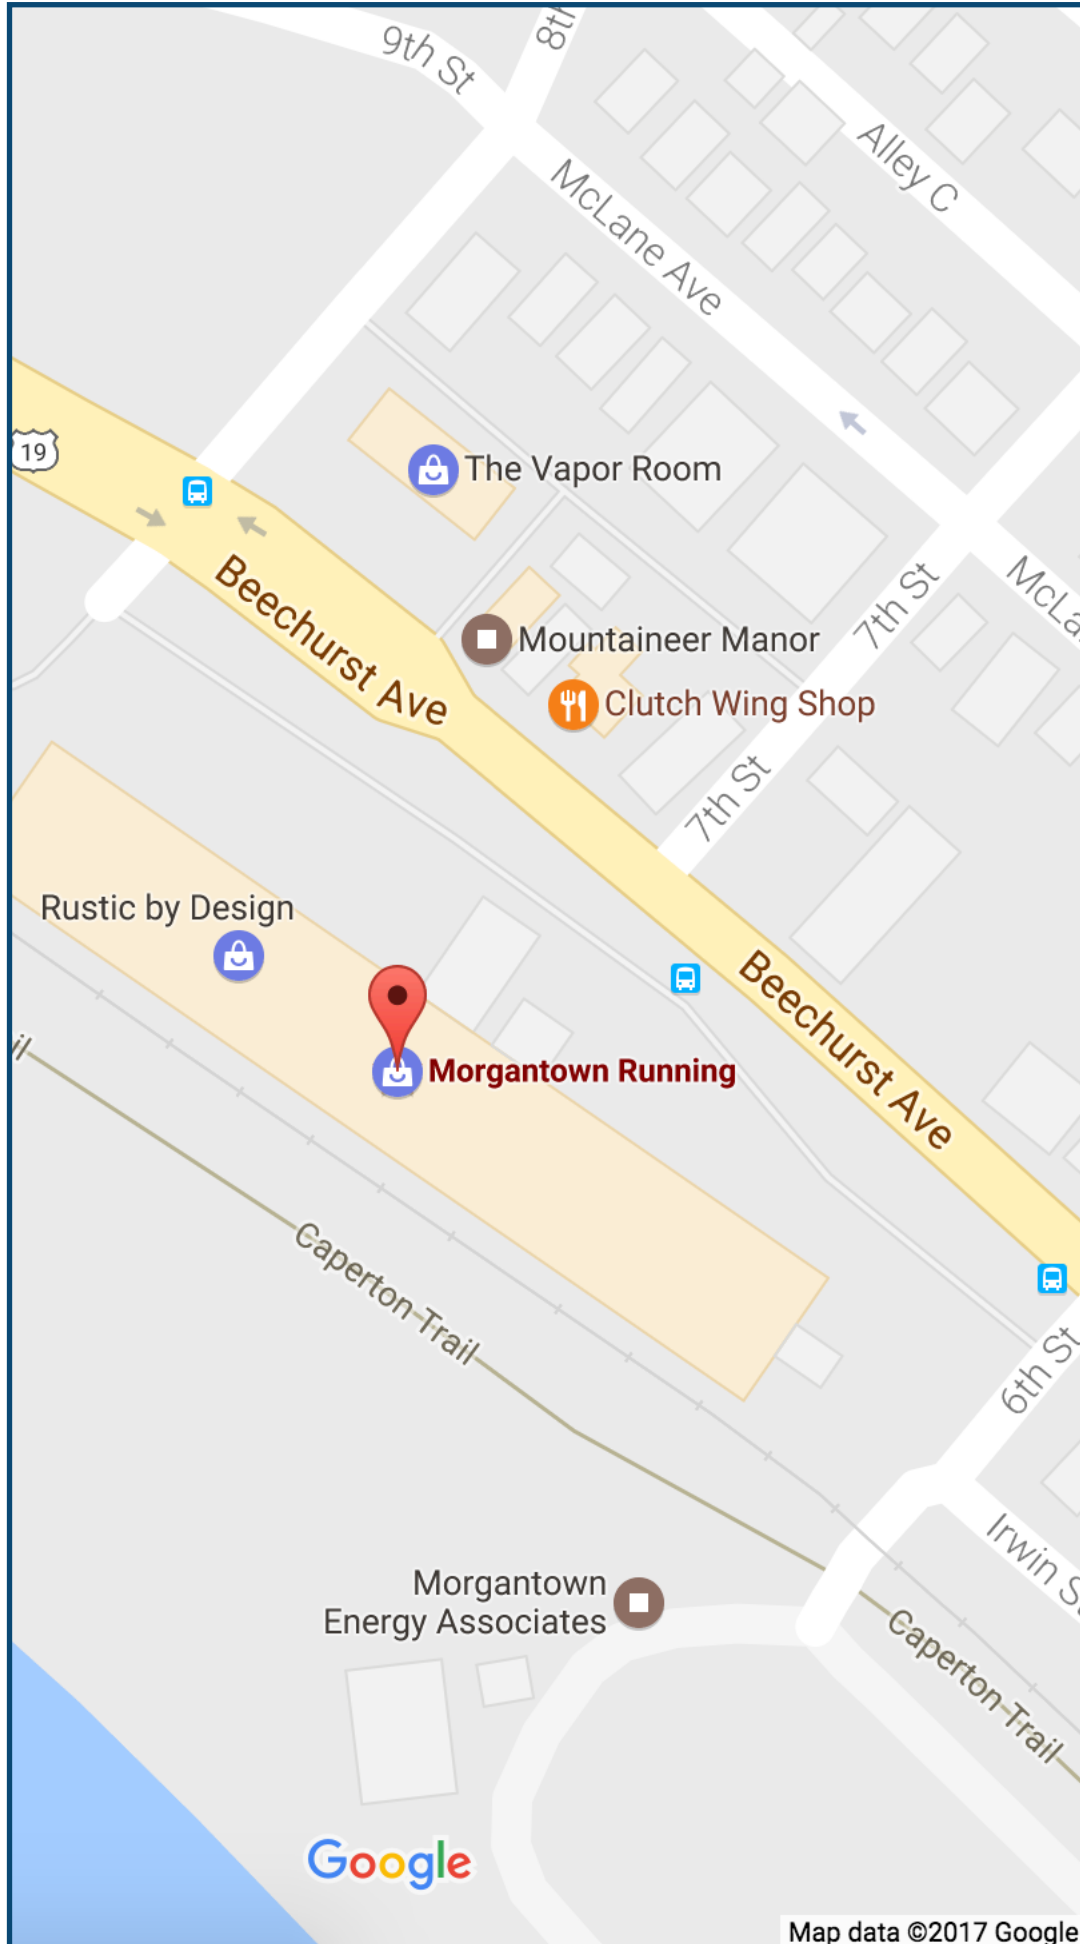 9th St
8th
Alley C
McLane Ave
19
The Vapor Room
Beechurst Ave
Mountaineer Manor
7th St
Clutch Wing Shop
7th St
Rustic by Design
Beechurst Ave
Morgantown Running
Caperton Trail
6th St
Morgantown
Energy Associates
Caperton Trail
Google
Map data ©2017 Google